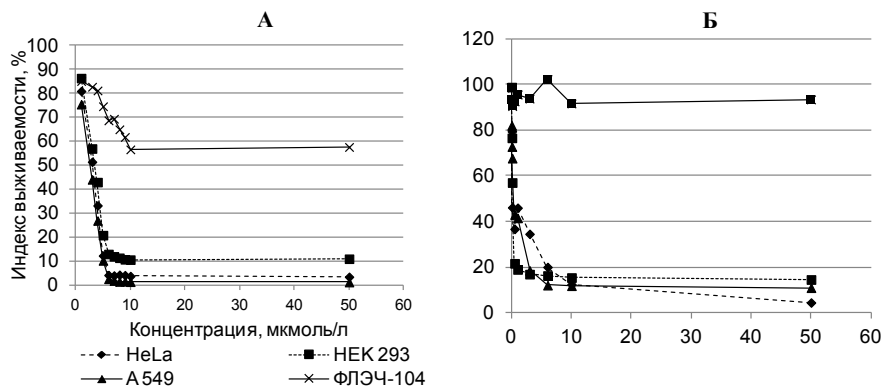 А
Индекс выживаемости, %
100
90
80
70
60
50
40
30
20
10
0
0 10 20 30 40 50 60
Концентрация, мкмоль/л
HeLa HEK 293
A 549 ФЛЭЧ-104
Б
120
100
80
60
40
20
0
0 10 20 30 40 50 60